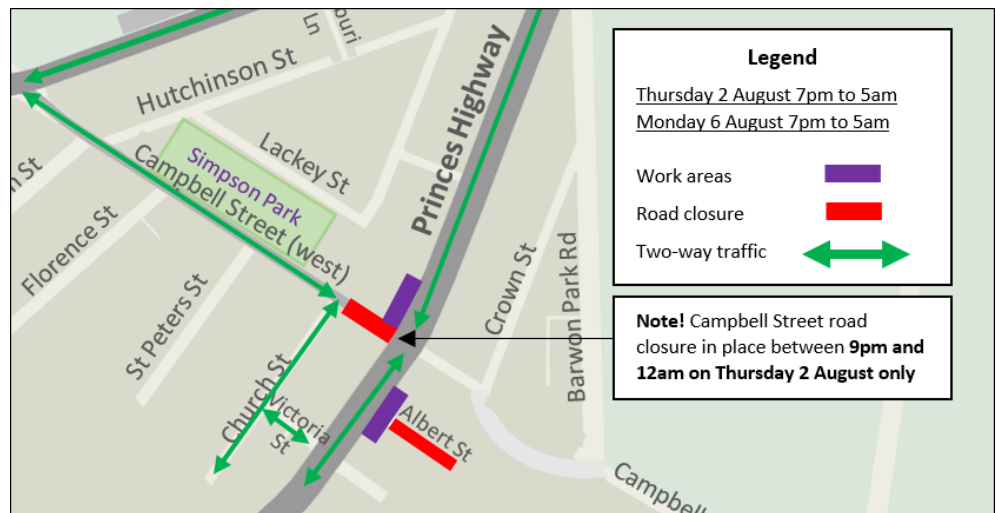 Ln
buri
Hutchinson St
Princes Highway
Lackey St
Simpson Park
Campbell Street (west)
n St
Florence St
St Peters St
Church St
Victoria
St
Albert St
Crown St
Barwon Park Rd
Campbell
Legend
Thursday 2 August 7pm to 5am
Monday 6 August 7pm to 5am
Work areas
Road closure
Two-way traffic
Note! Campbell Street road
closure in place between 9pm and
12am on Thursday 2 August only